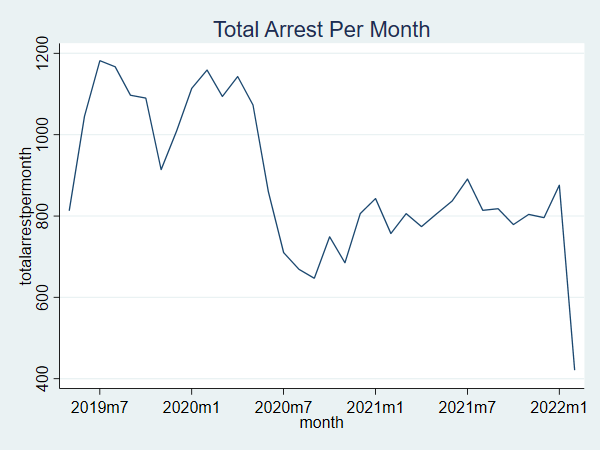 Total Arrest Per Month
totalarrestpermonth
1200
1000
800
600
400
2019m7 2020m1 2020m7 2021m1 2021m7 2022m1
month